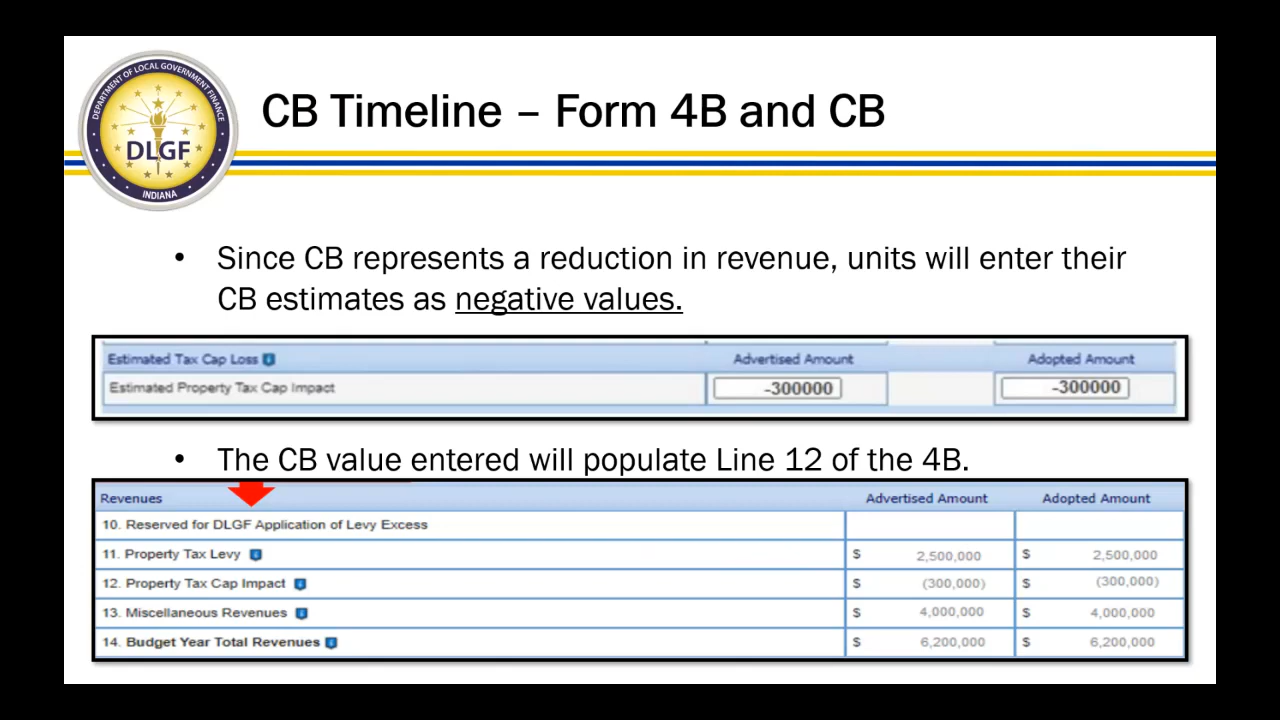 DEPARTMENT OF LOCAL GOVERNMENT FINANCE
DLGF
INDIANA
CB Timeline – Form 4B and CB
• Since CB represents a reduction in revenue, units will enter their
CB estimates as negative values.
Estimated Tax Cap Loss Advertised Amount Adopted Amount
Estimated Property Tax Cap Impact -300000 -300000
• The CB value entered will populate Line 12 of the 4B.
Revenues Advertised Amount Adopted Amount
10. Reserved for DLGF Application of Levy Excess
11. Property Tax Levy $ 2,500,000 $ 2,500,000
12. Property Tax Cap Impact $ (300,000) $ (300,000)
13. Miscellaneous Revenues $ 4,000,000 $ 4,000,000
14. Budget Year Total Revenues $ 6,200,000 $ 6,200,000